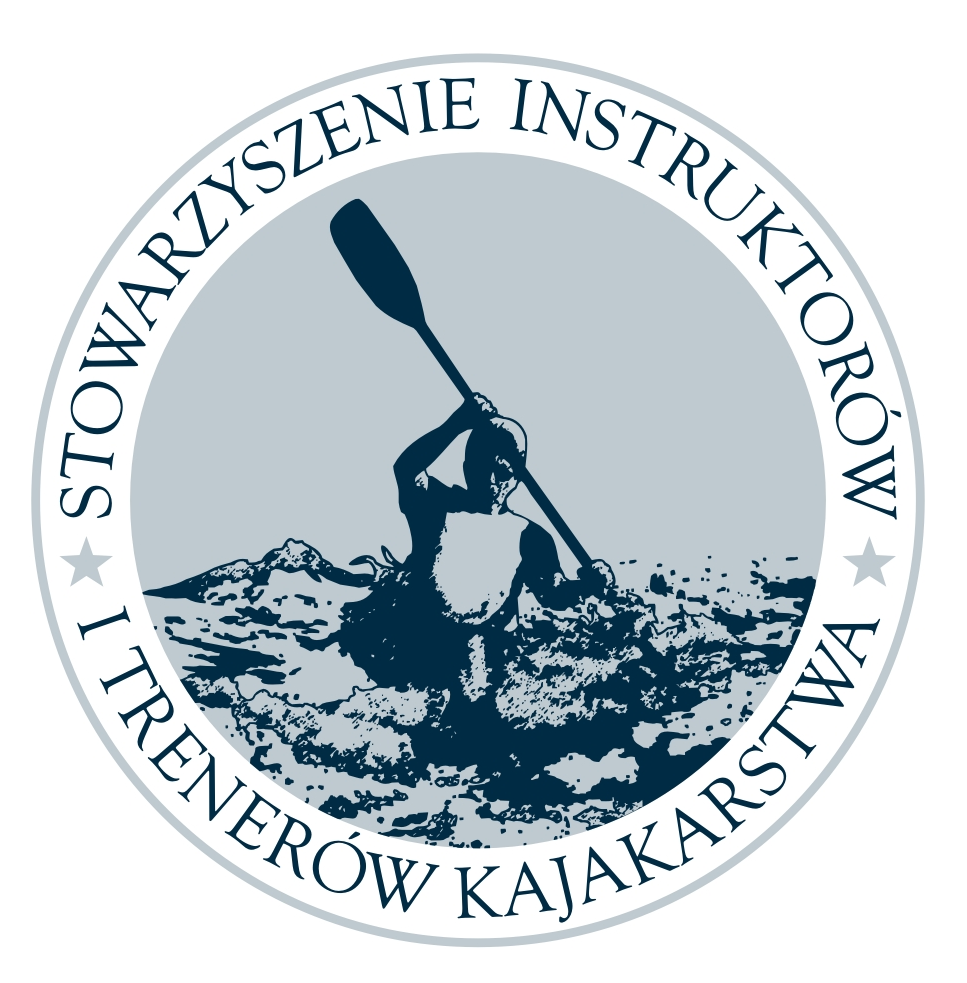 STOWARZYSZENIE INSTRUKTORÓW
I TRENERÓW KAJAKARSTWA